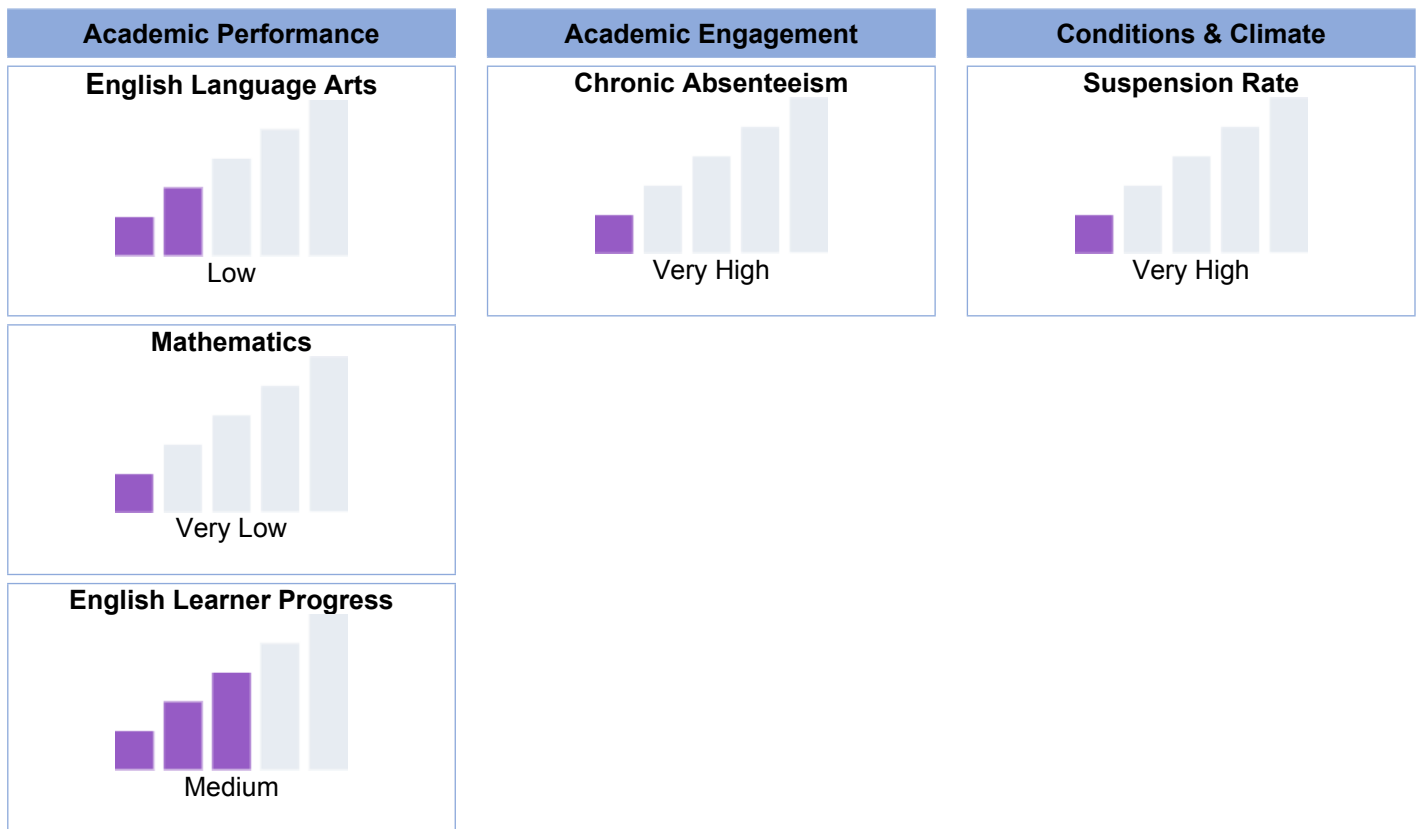 Academic Performance
English Language Arts
Low
Mathematics
Very Low
English Learner Progress
Medium
Academic Engagement
Chronic Absenteeism
Very High
Conditions & Climate
Suspension Rate
Very High